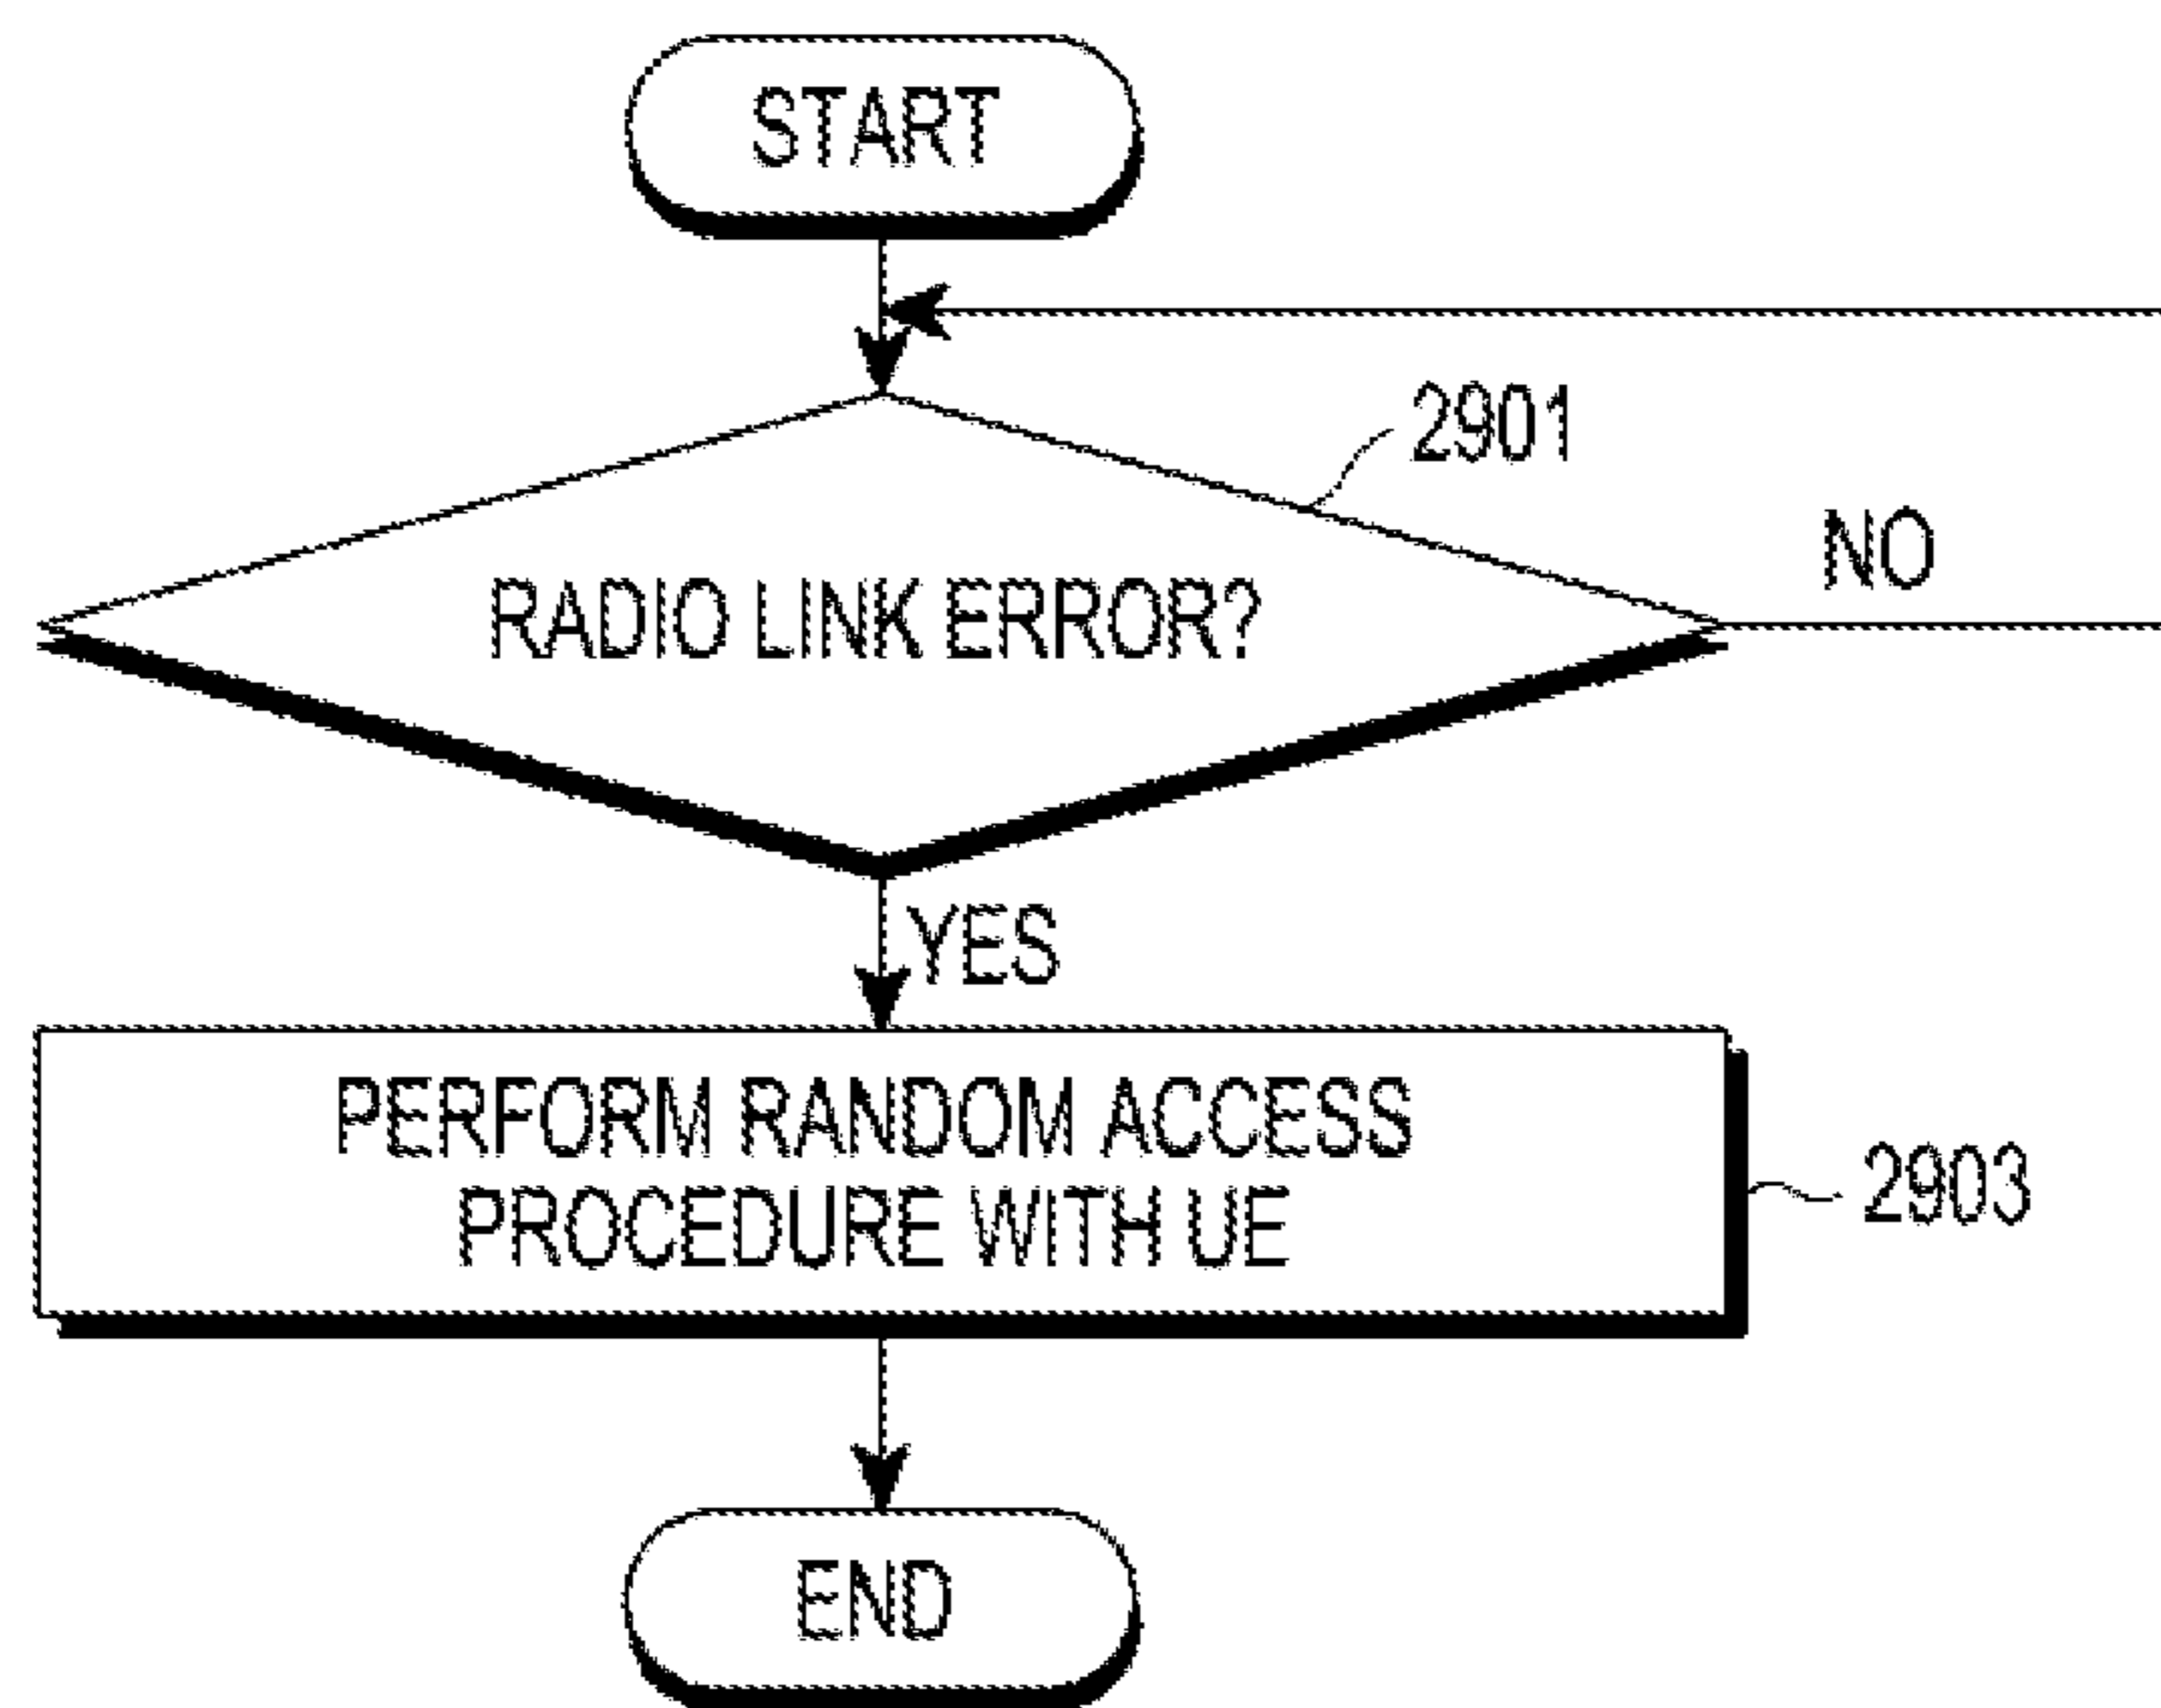 START
2901
NO
RADIO LINK ERROR?
YES
PERFORM RANDOM ACCESS
PROCEDURE WITH UE
2903
END